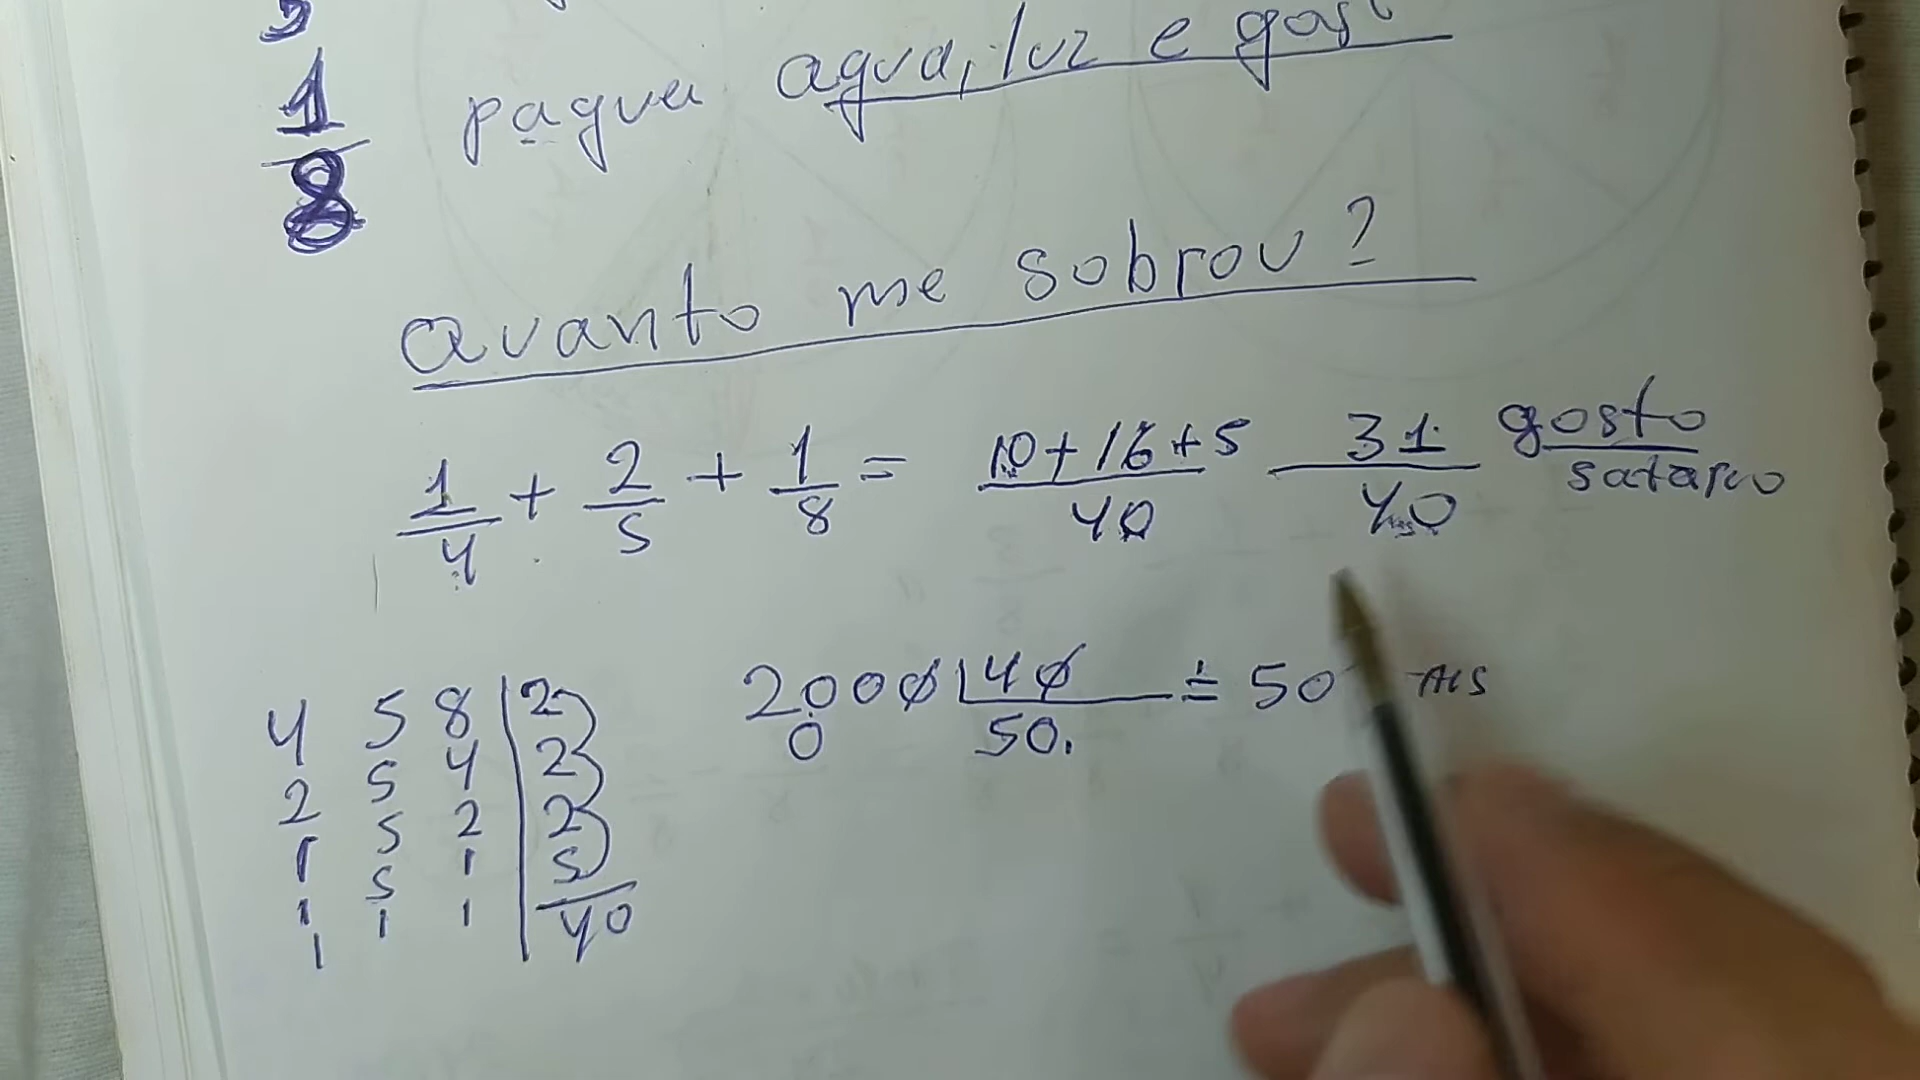 1/8 paguei agua, luz e gas
Quanto me sobrou?
1/4 + 2/5 + 1/8 = 10+16+5/40 31/40 gosto/salario
4 5 8 | 2
2 5 4 | 2
1 5 2 | 2
1 5 1 | 5
1 1 1 | 40
2000 | 40 = 50
0 50.